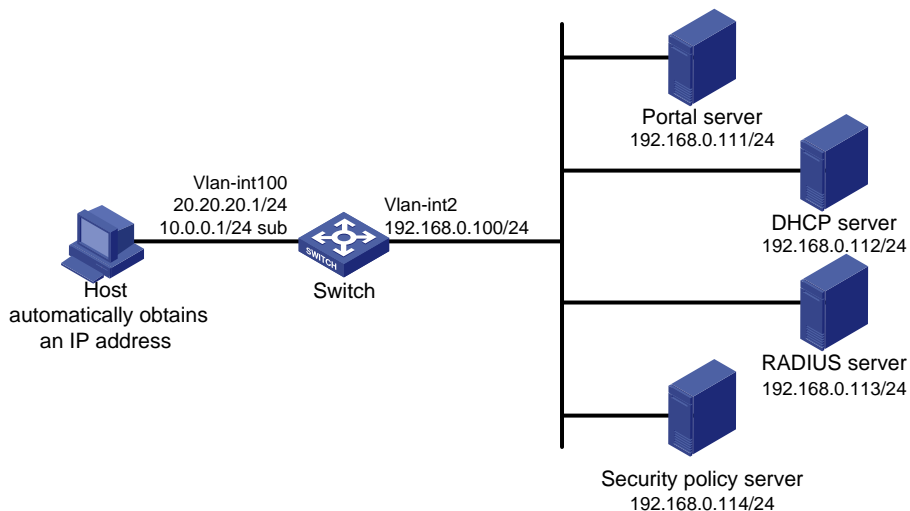 Portal server
192.168.0.111/24
Vlan-int100
20.20.20.1/24
10.0.0.1/24 sub
Vlan-int2
192.168.0.100/24
SWITCH
DHCP server
192.168.0.112/24
Host
automatically obtains
an IP address
Switch
RADIUS server
192.168.0.113/24
Security policy server
192.168.0.114/24